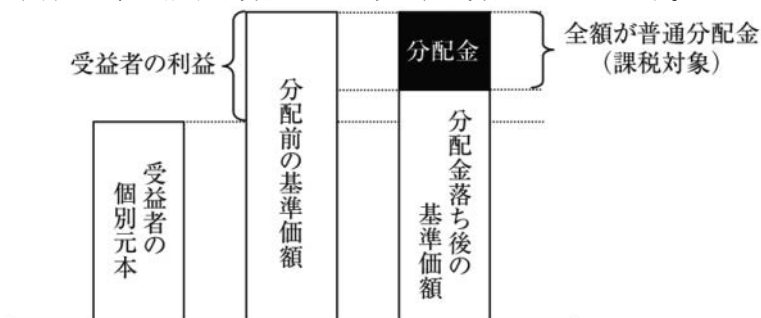 受益者の利益
分配金
全額が普通分配金
（課税対象）
受益者の
個別元本
分配前の基準価額
分配金落ち後の
基準価額